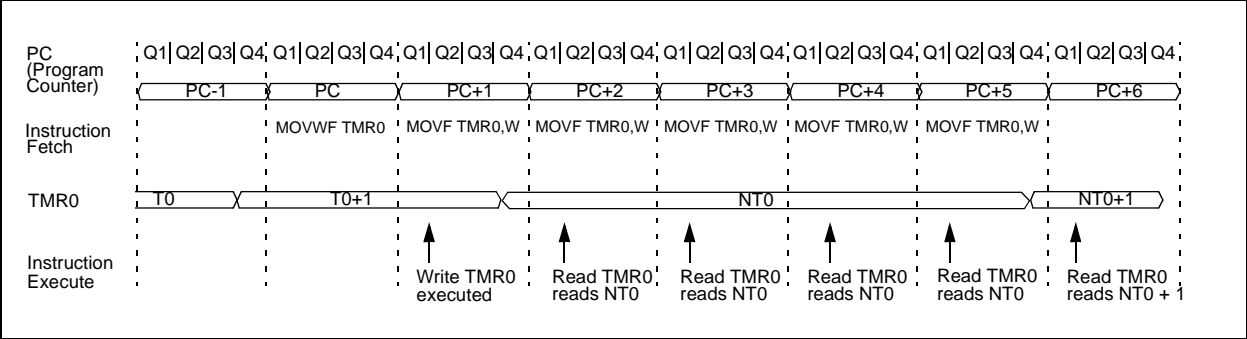 PC
(Program
Counter)
Q1 Q2 Q3 Q4 Q1 Q2 Q3 Q4 Q1 Q2 Q3 Q4 Q1 Q2 Q3 Q4 Q1 Q2 Q3 Q4 Q1 Q2 Q3 Q4 Q1 Q2 Q3 Q4 Q1 Q2 Q3 Q4
PC-1 PC PC+1 PC+2 PC+3 PC+4 PC+5 PC+6
Instruction
Fetch
MOVWF TMR0 MOVF TMR0,W MOVF TMR0,W MOVF TMR0,W MOVF TMR0,W MOVF TMR0,W
TMR0
T0 T0+1 NT0 NT0+1
Instruction
Execute
Write TMR0
executed
Read TMR0
reads NT0
Read TMR0
reads NT0
Read TMR0
reads NT0
Read TMR0
reads NT0
Read TMR0
reads NT0 + 1